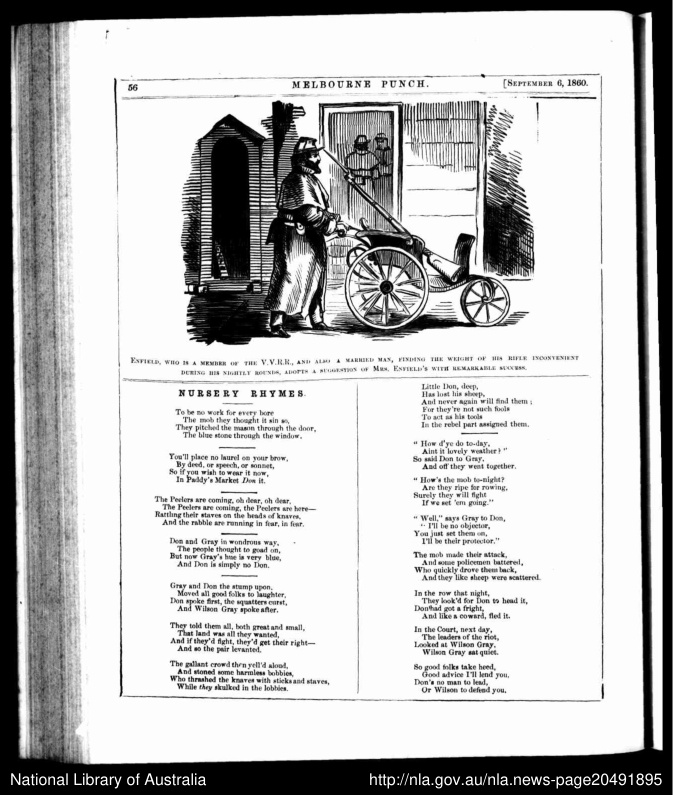 56
MELBOURNE PUNCH.
[SEPTEMBER 6, 1860.
ENFIELD, WHO IS A MEMBER OF THE V.V.R.R., AND ALSO A MARRIED MAN, FINDING THE WEIGHT OF HIS RIFLE INCONVENIENT
DURING HIS NIGHTLY ROUNDS, ADOPTS A SUGGESTION OF MRS. ENFIELD'S WITH REMARKABLE SUCCESS.
NURSERY RHYMES.
To be no work for every bore
The mob they thought it sin so,
They pitched the mason through the door,
The blue stone through the window.
You'll place no laurel on your brow,
By deed, or speech, or sonnet,
So if you wish to wear it now,
In Paddy's Market Don it.
The Peelers are coming, oh dear, oh dear,
The Peelers are coming, the Peelers are here—
Rattling their staves on the heads of knaves,
And the rabble are running in fear, in fear.
Don and Gray in wondrous way,
The people thought to goad on,
But now Gray's hue is very blue,
And Don is simply no Don.
Gray and Don the stump upon,
Moved all good folks to laughter,
Don spoke first, the squatters curst,
And Wilson Gray spoke after.
They told them all, both great and small,
That land was all they wanted,
And if they'd fight, they'd get their right—
And so the pair levanted.
The gallant crowd then yell'd aloud,
And stoned some harmless bobbies,
Who thrashed the knaves with sticks and staves,
While they skulked in the lobbies.
Little Don, deep,
Has lost his sheep,
And never again will find them ;
For they're not such fools
To act as his tools
In the rebel part assigned them.
" How d'ye do to-day,
Aint it lovely weather ? "
So said Don to Gray,
And off they went together.
" How's the mob to-night?
Are they ripe for rowing,
Surely they will fight
If we set 'em going."
" Well," says Gray to Don,
" I'll be no objector,
You just set them on,
I'll be their protector."
The mob made their attack,
And some policemen battered,
Who quickly drove them back,
And they like sheep were scattered.
In the row that night,
They look'd for Don to head it,
Don had got a fright,
And like a coward, fled it.
In the Court, next day,
The leaders of the riot,
Looked at Wilson Gray,
Wilson Gray sat quiet.
So good folks take heed,
Good advice I'll lend you,
Don's no man to lead,
Or Wilson to defend you.
National Library of Australia
http://nla.gov.au/nla.news-page20491895